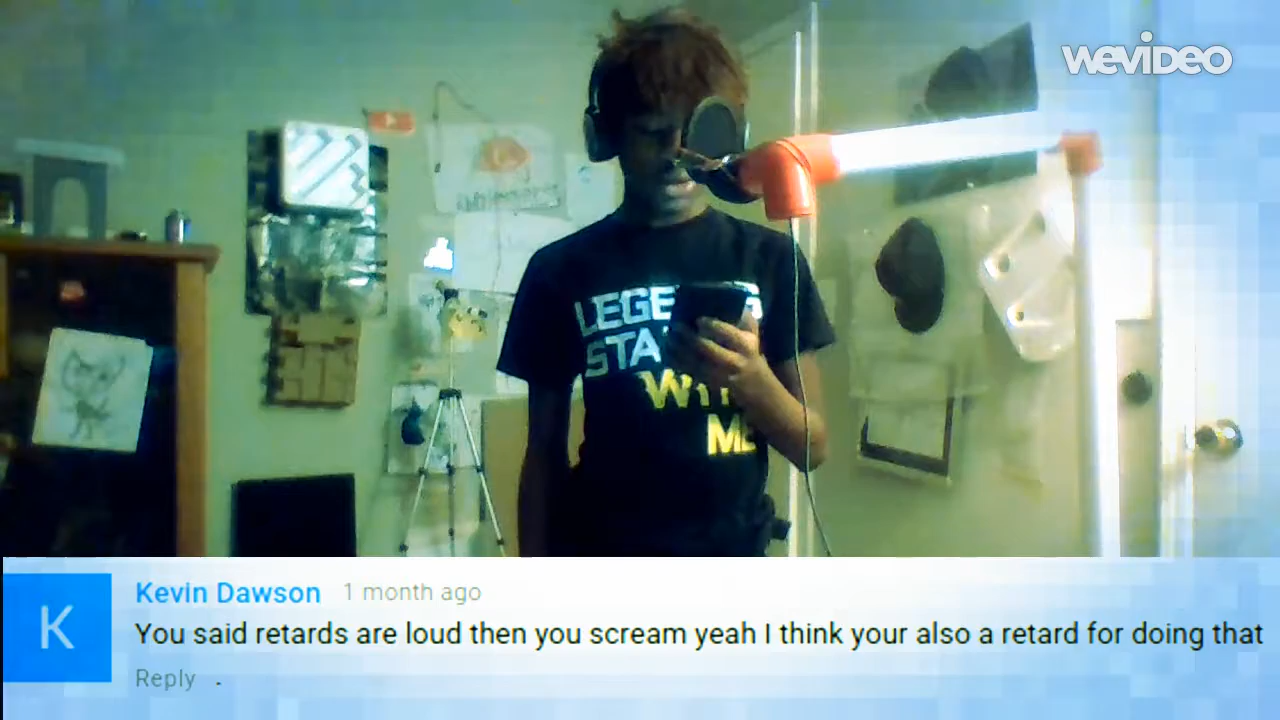 WEVIDEO
LEGE
STA
WIT
ME
Kevin Dawson 1 month ago
You said retards are loud then you scream yeah I think your also a retard for doing that
Reply .